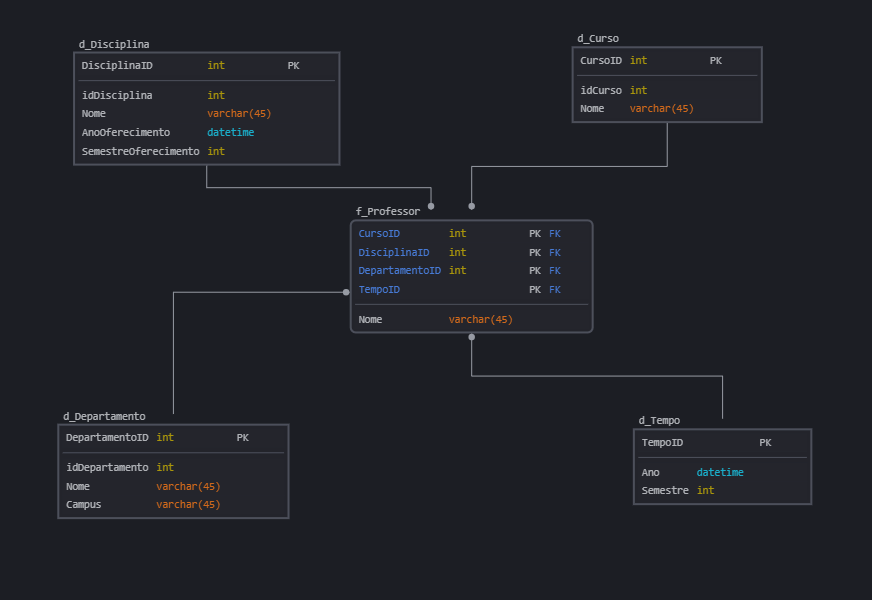 d_Disciplina
DisciplinaID int PK
idDisciplina int
Nome varchar(45)
AnoOferecimento datetime
SemestreOferecimento int
d_Curso
CursoID int PK
idCurso int
Nome varchar(45)
f_Professor
CursoID int PK FK
DisciplinaID int PK FK
DepartamentoID int PK FK
TempoID PK FK
Nome varchar(45)
d_Departamento
DepartamentoID int PK
idDepartamento int
Nome varchar(45)
Campus varchar(45)
d_Tempo
TempoID PK
Ano datetime
Semestre int